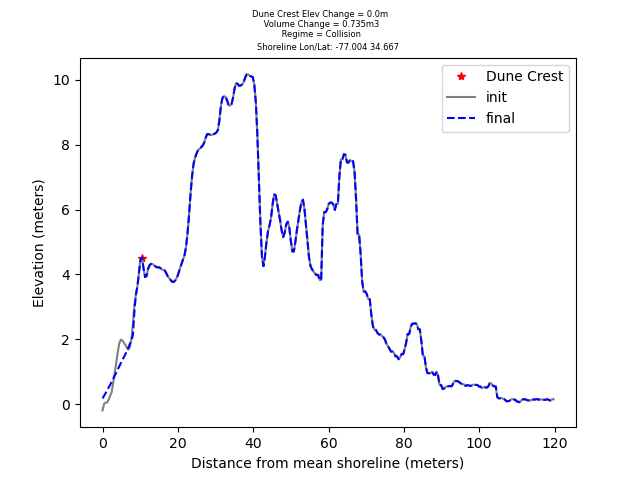 Dune Crest Elev Change = 0.0m
Volume Change = 0.735m3
Regime = Collision
Shoreline Lon/Lat: -77.004 34.667
Dune Crest
init
final
10
8
6
4
2
0
Elevation (meters)
0 20 40 60 80 100 120
Distance from mean shoreline (meters)